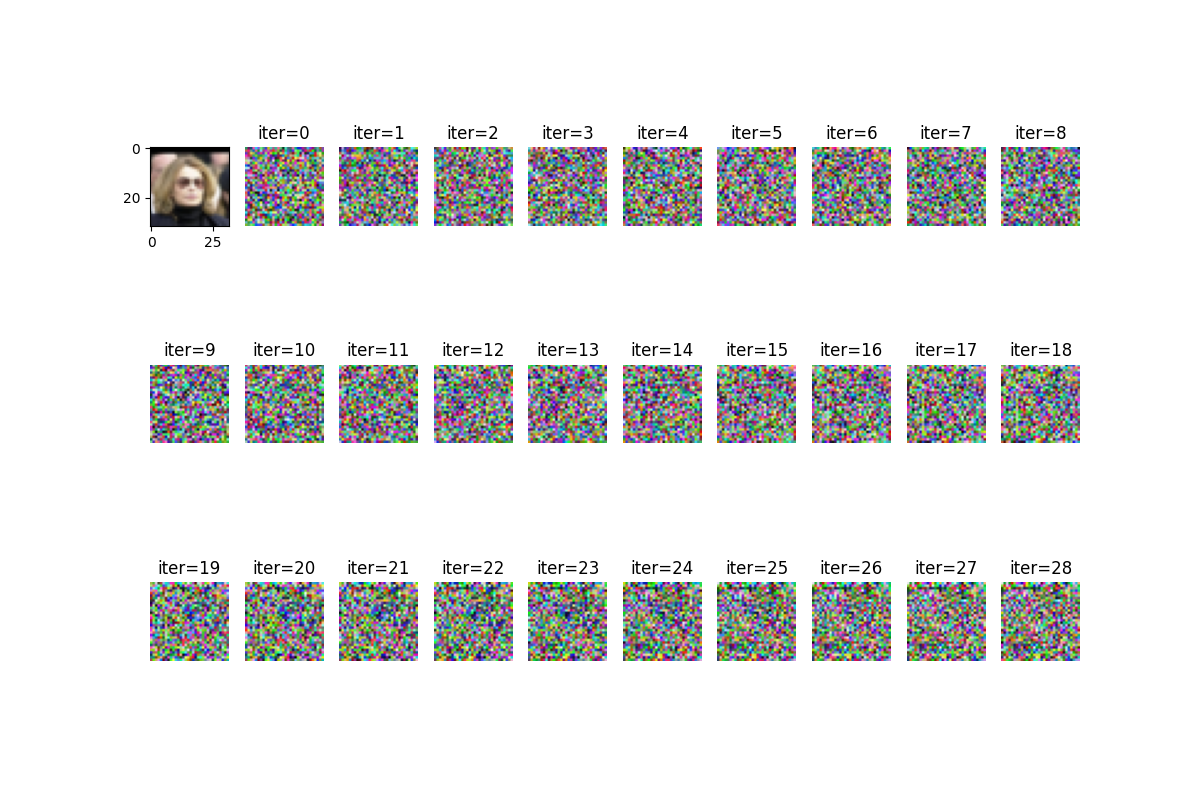 iter=0 iter=1 iter=2 iter=3 iter=4 iter=5 iter=6 iter=7 iter=8
0
20
0 25
iter=9 iter=10 iter=11 iter=12 iter=13 iter=14 iter=15 iter=16 iter=17 iter=18
iter=19 iter=20 iter=21 iter=22 iter=23 iter=24 iter=25 iter=26 iter=27 iter=28